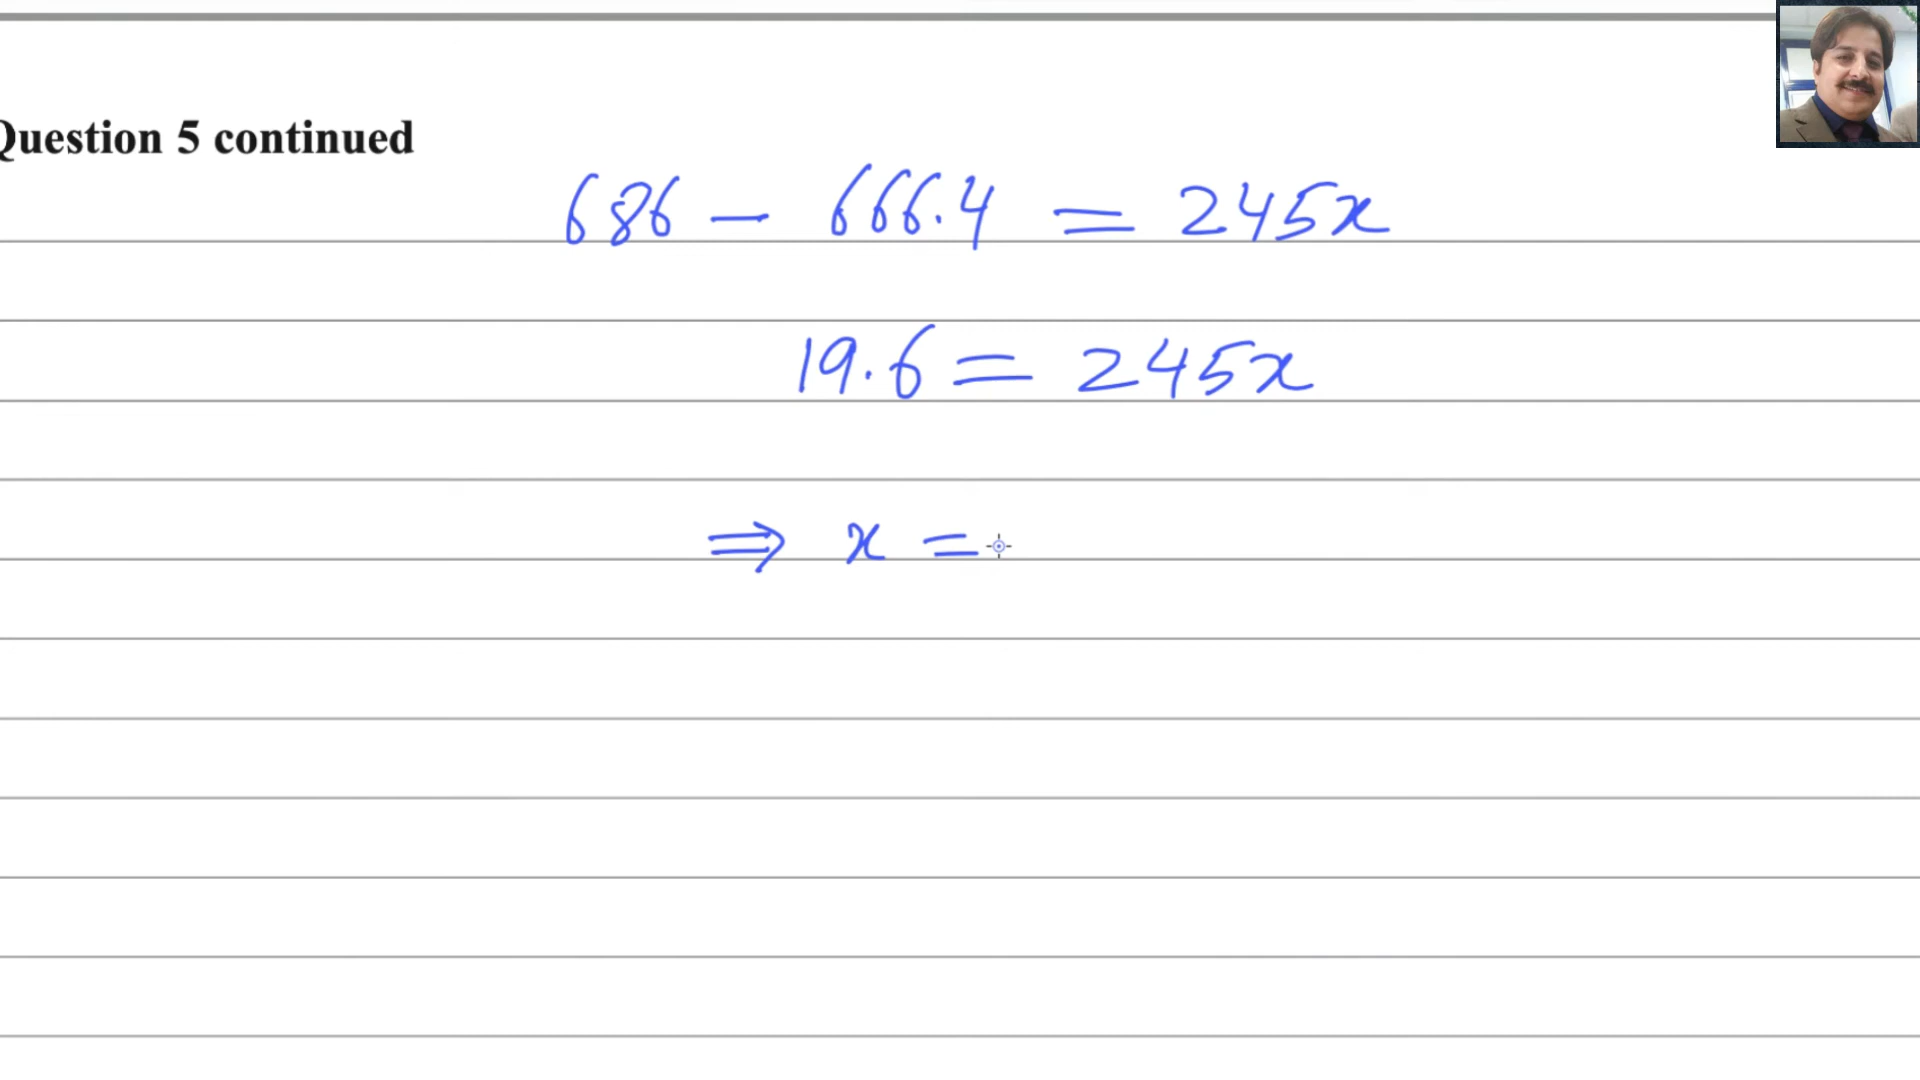 Question 5 continued
686 - 666.4 = 245x
19.6 = 245x
⇒ x =